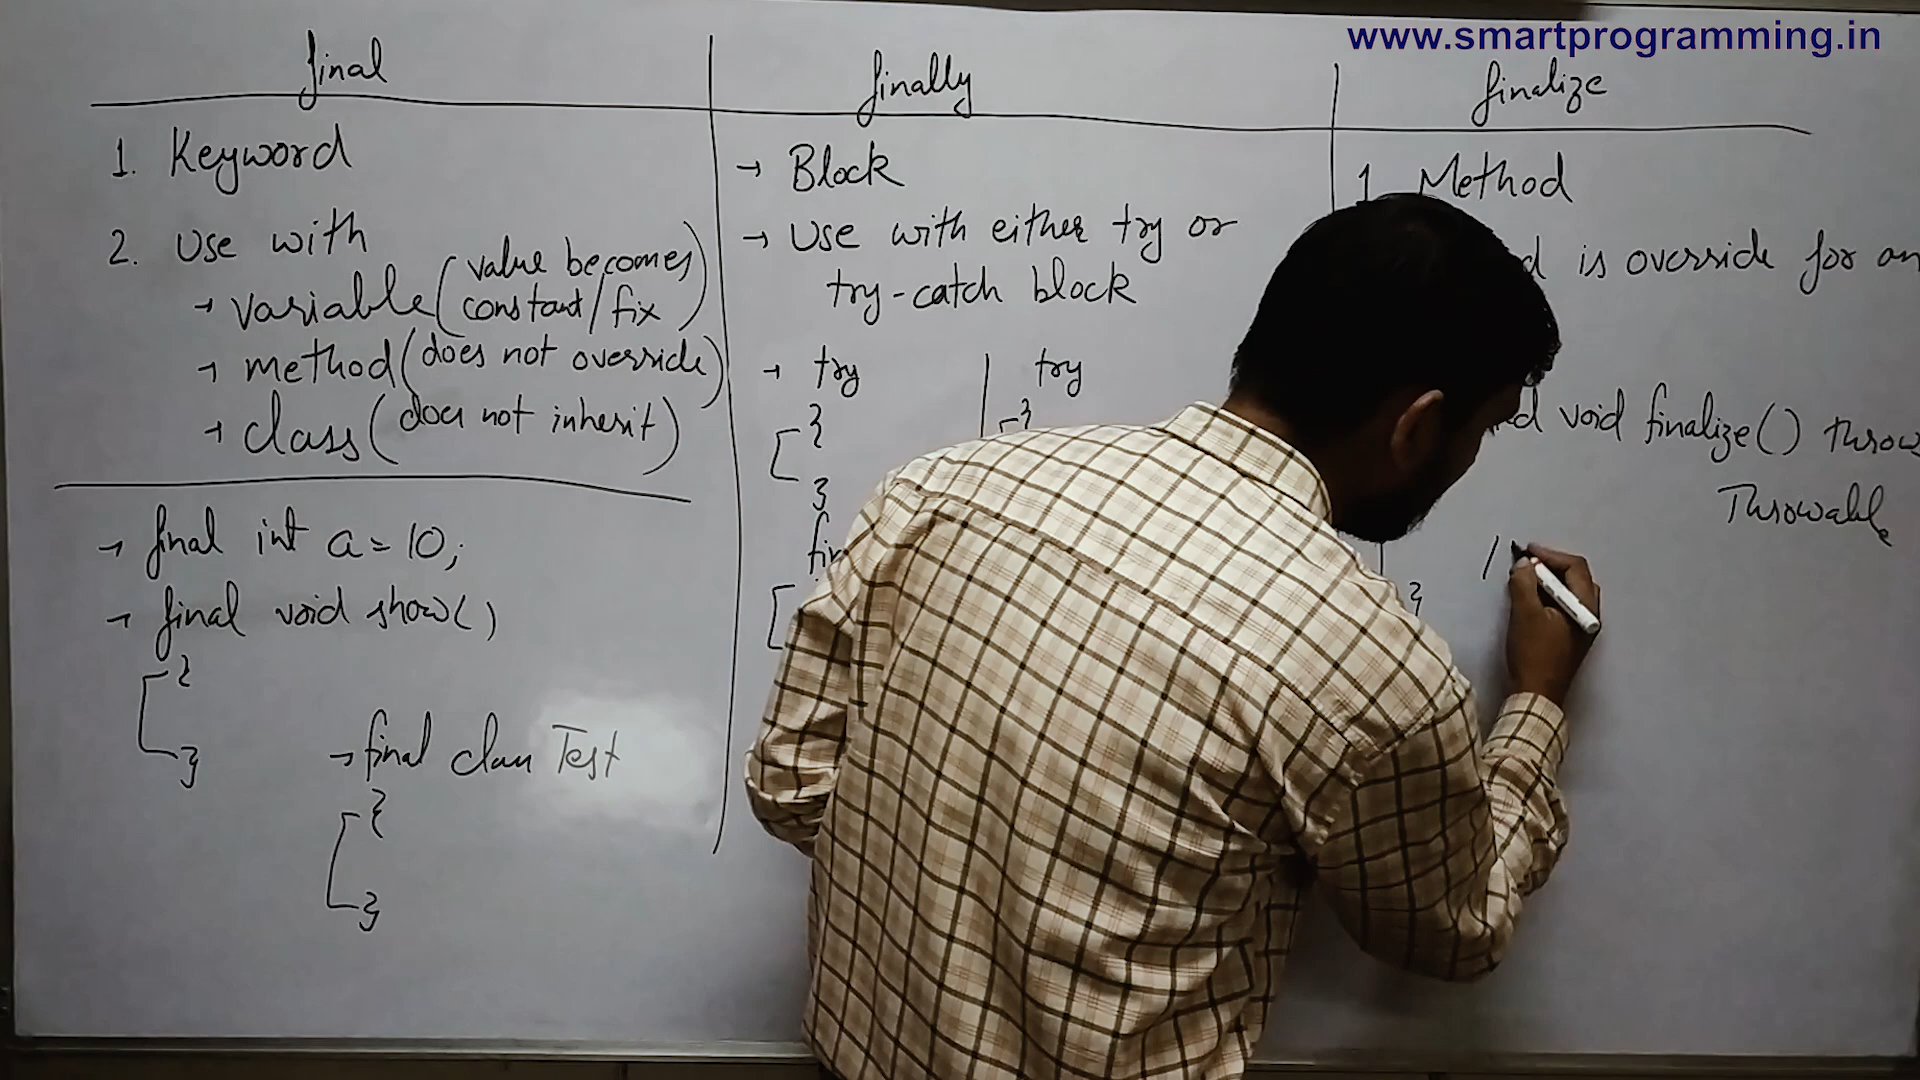 www.smartprogramming.in
final
1. Keyword
2. Use with
→ variable (value becomes
constant/fix)
→ method (does not override)
→ class (does not inherit)
→ final int a = 10;
→ final void show()
{
}
→ final class Test
{
}
finally
→ Block
→ Use with either try or
try-catch block
→ try
{
}
try
{
}
finalize
1. Method
is override for an
void finalize() throws
Throwable